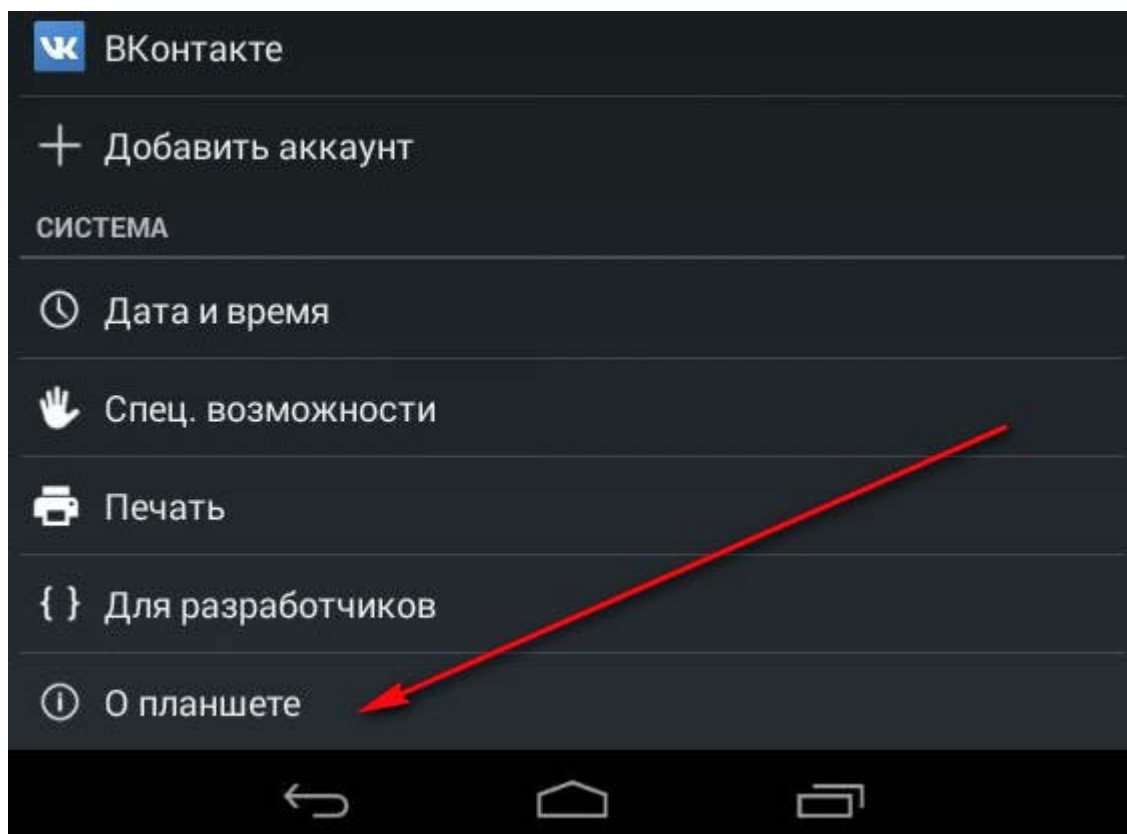 ВКонтакте
Добавить аккаунт
СИСТЕМА
Дата и время
Спец. возможности
Печать
{ } Для разработчиков
О планшете